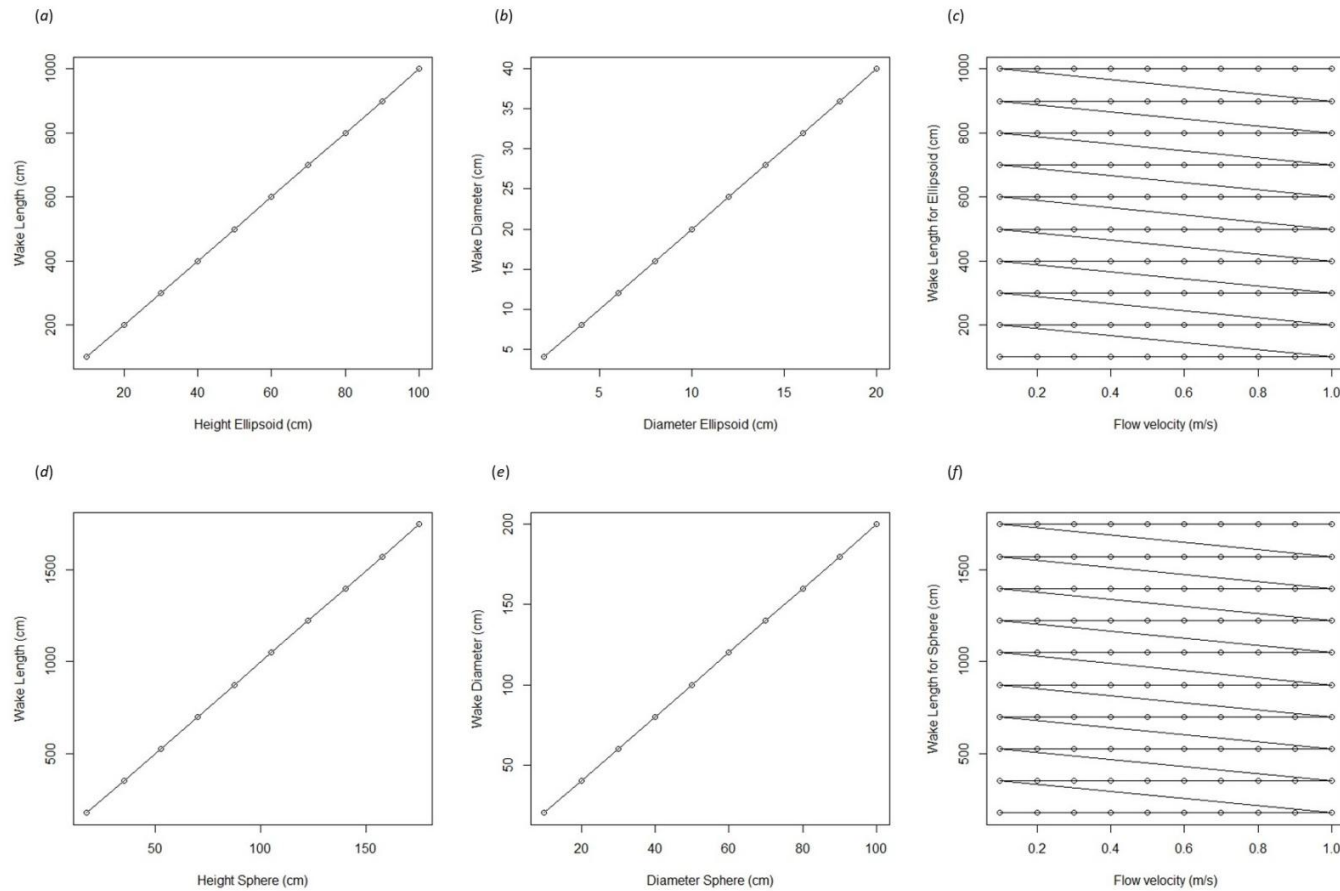 (a)
(b)
(c)
Wake Length (cm)
200 400 600 800 1000
20 40 60 80 100
Height Ellipsoid (cm)
Wake Diameter (cm)
5 10 15 20 25 30 35 40
5 10 15 20
Diameter Ellipsoid (cm)
Wake Length for Ellipsoid (cm)
200 400 600 800 1000
0.2 0.4 0.6 0.8 1.0
Flow velocity (m/s)
(d)
(e)
(f)
Wake Length (cm)
500 1000 1500
50 100 150
Height Sphere (cm)
Wake Diameter (cm)
50 100 150 200
20 40 60 80 100
Diameter Sphere (cm)
Wake Length for Sphere (cm)
500 1000 1500
0.2 0.4 0.6 0.8 1.0
Flow velocity (m/s)